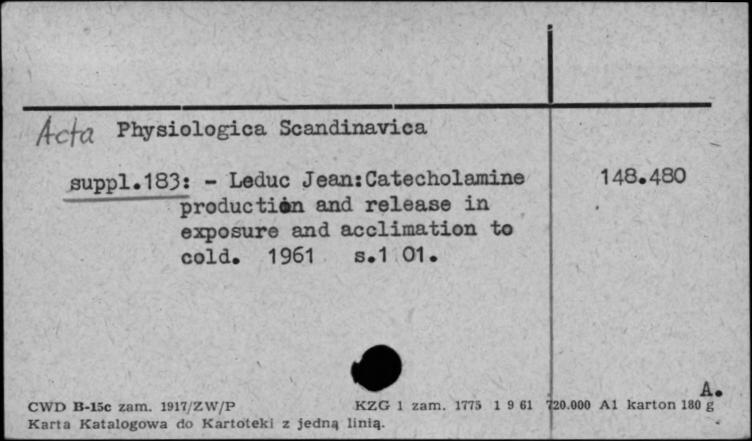 Acta Physiologica Scandinavica
suppl.183: - Leduc Jean:Catecholamine 148.480
production and release in
exposure and acclimation to
cold. 1961 s.1 01.
A.
CWD B-15c zam. 1917/ZW/P KZG 1 zam. 1775 1 9 61 720.000 A1 karton 180 g
Karta Katalogowa do Kartoteki z jedną linią.